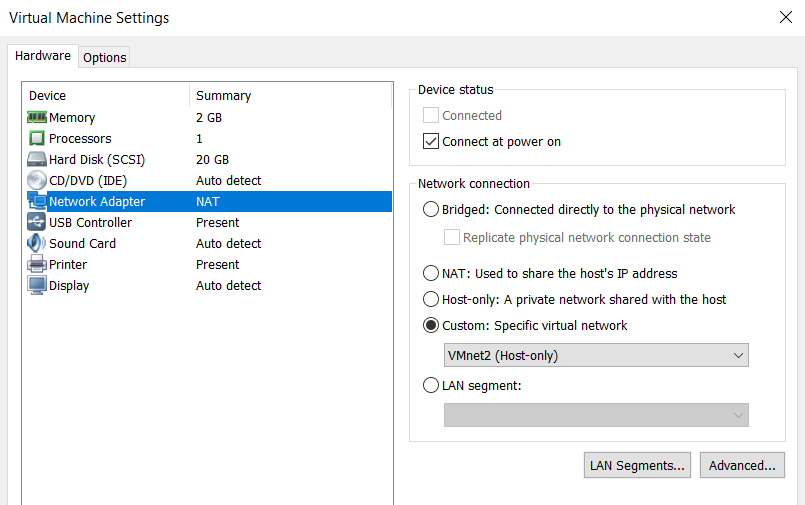 Virtual Machine Settings
Hardware
Options
Device Summary
Memory 2 GB
Processors 1
Hard Disk (SCSI) 20 GB
CD/DVD (IDE) Auto detect
Network Adapter NAT
USB Controller Present
Sound Card Auto detect
Printer Present
Display Auto detect
Device status
Connected
Connect at power on
Network connection
Bridged: Connected directly to the physical network
Replicate physical network connection state
NAT: Used to share the host's IP address
Host-only: A private network shared with the host
Custom: Specific virtual network
VMnet2 (Host-only)
LAN segment:
LAN Segments... Advanced...